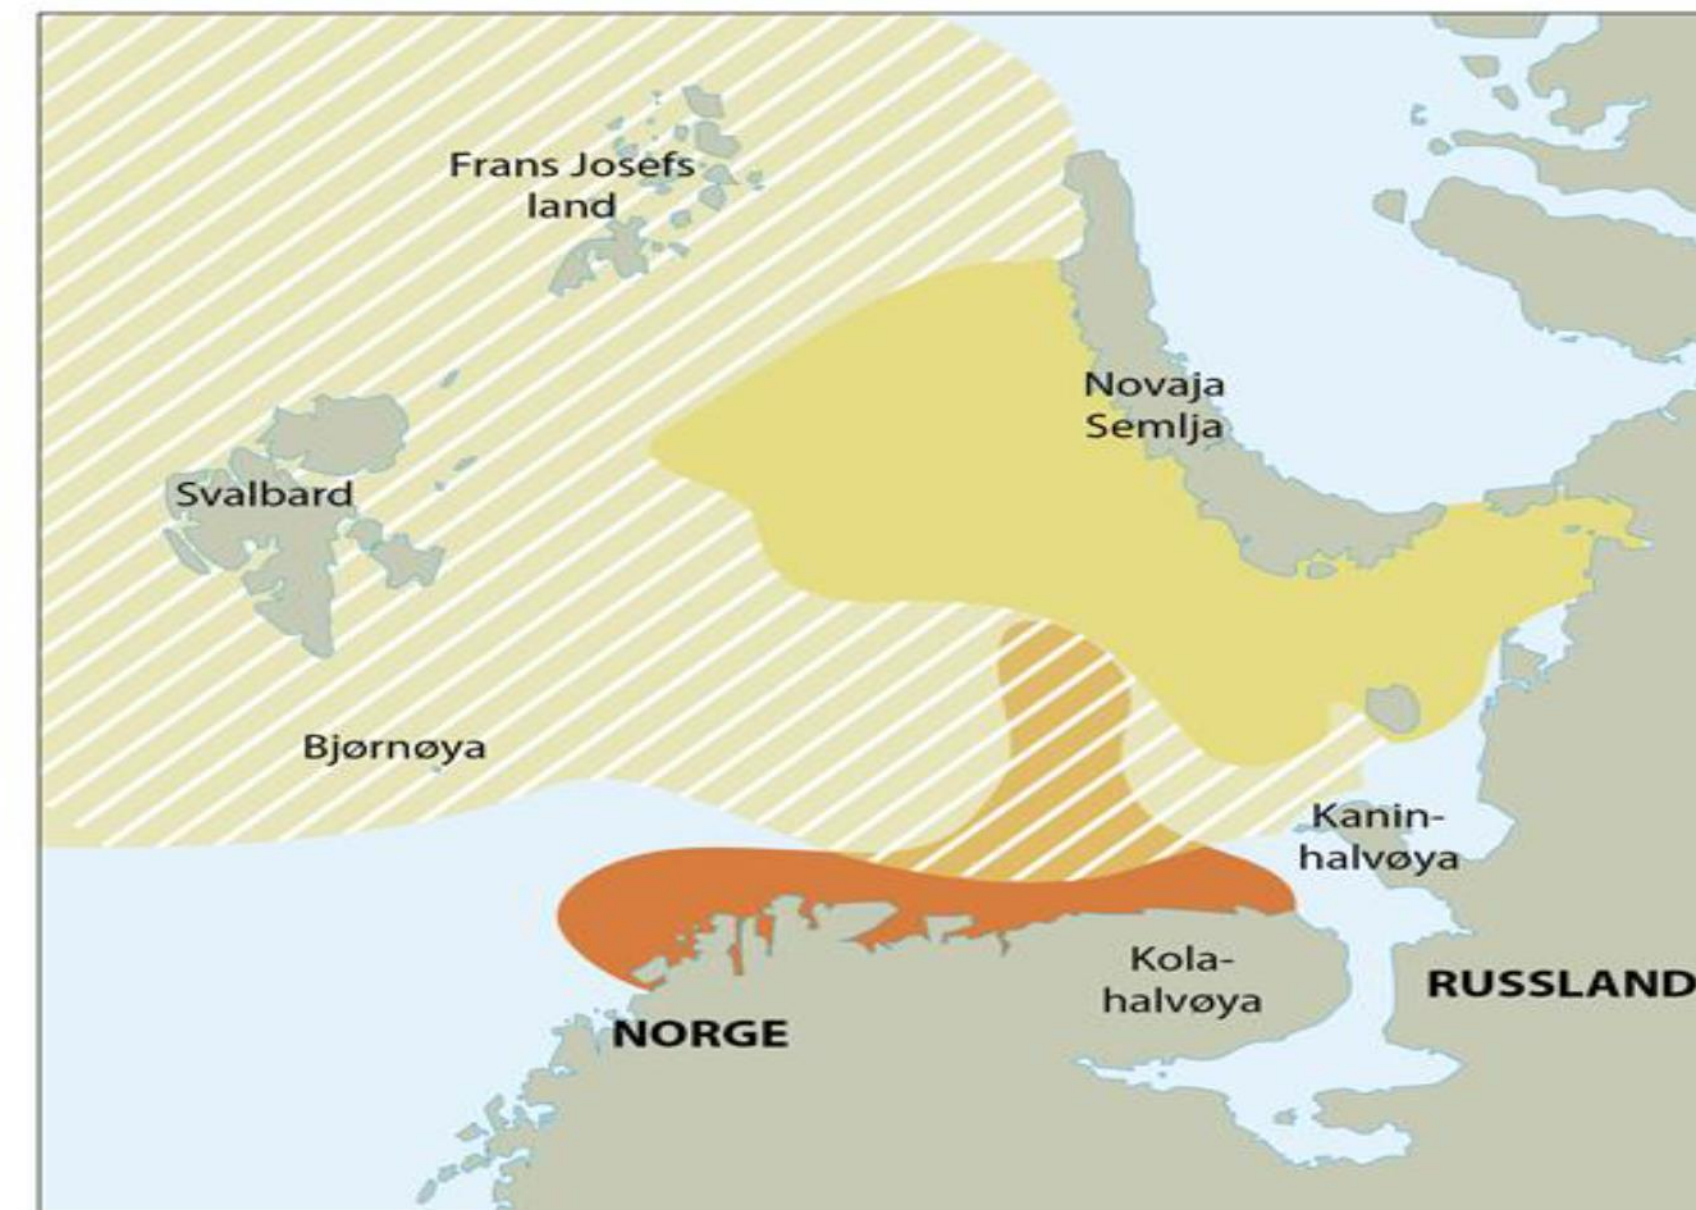 Frans Josefs
land
Novaja
Semlja
Svalbard
Bjørnøya
Kanin-
halvøya
Kola-
halvøya
RUSSLAND
NORGE